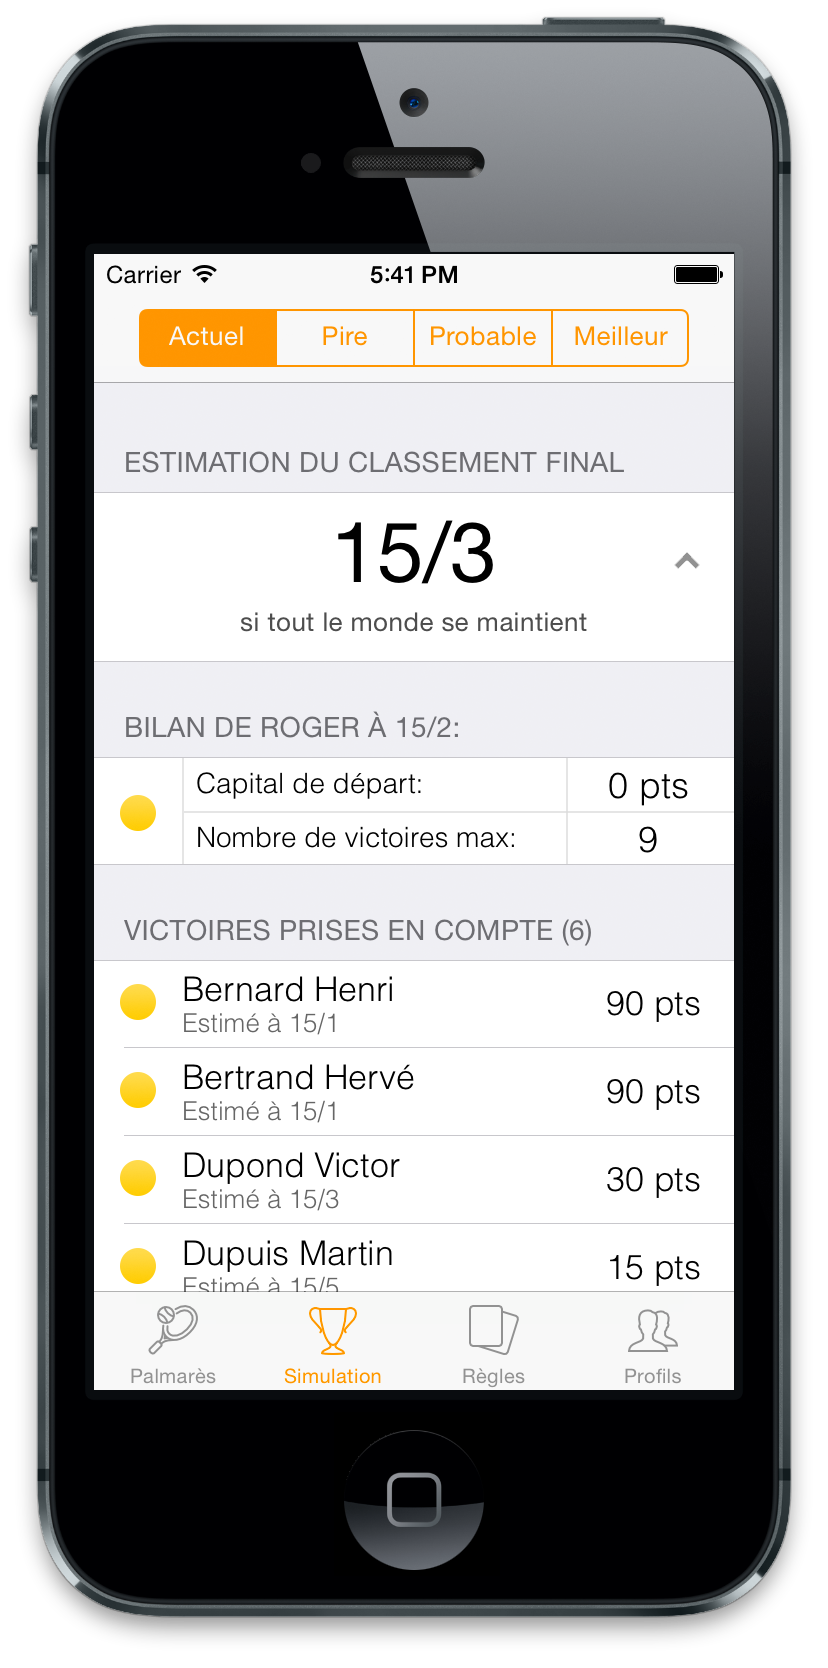 Carrier 5:41 PM
Actuel Pire Probable Meilleur
ESTIMATION DU CLASSEMENT FINAL
15/3
si tout le monde se maintient
BILAN DE ROGER À 15/2:
Capital de départ: 0 pts
Nombre de victoires max: 9
VICTOIRES PRISES EN COMPTE (6)
Bernard Henri 90 pts
Estimé à 15/1
Bertrand Hervé 90 pts
Estimé à 15/1
Dupond Victor 30 pts
Estimé à 15/3
Dupuis Martin 15 pts
Estimé à 15/5
Palmarès Simulation Règles Profils